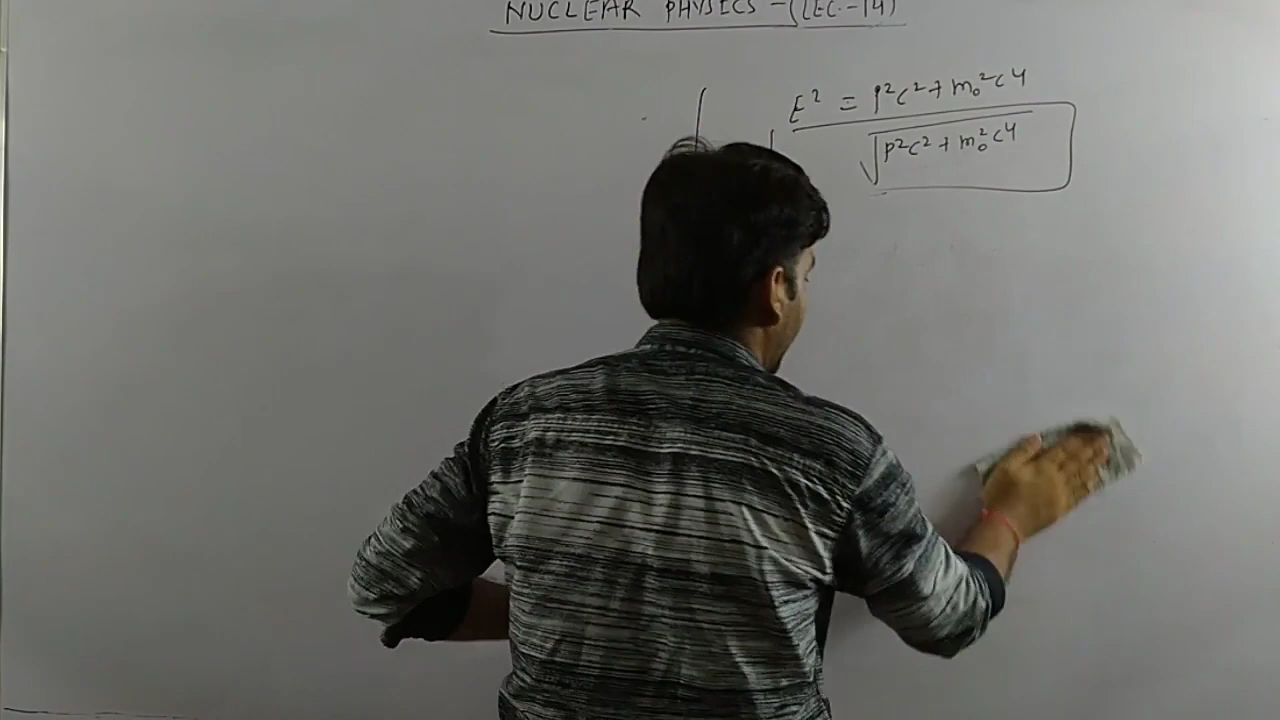 NUCLEAR PHYSICS - (LEC.-14)
E² = P²c² + m₀²c⁴
√P²c² + m₀²c⁴